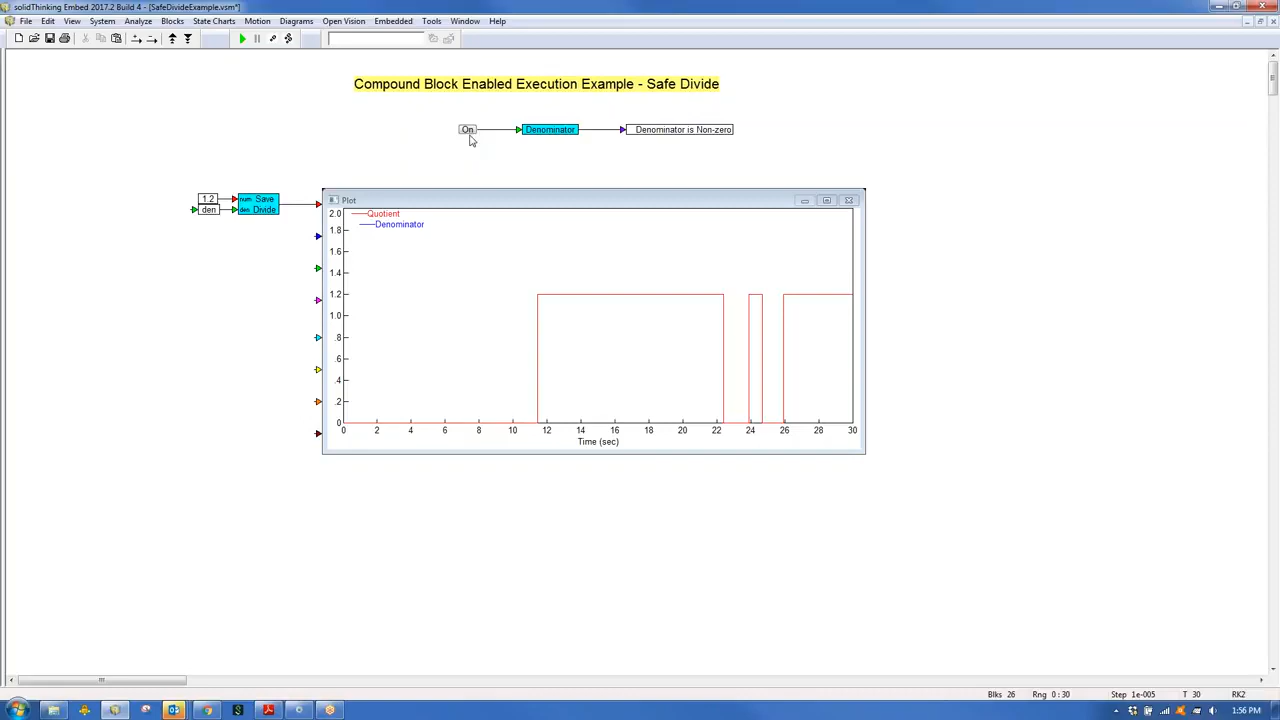 solidThinking Embed 2017.2 Build 4 - [SafeDivideExample.vsm*]
File Edit View System Analyze Blocks State Charts Motion Diagrams Open Vision Embedded Tools Window Help
Compound Block Enabled Execution Example - Safe Divide
On Denominator Denominator is Non-zero
1.2 num Save
den den Divide
Plot
Quotient
Denominator
2.0
1.8
1.6
1.4
1.2
1.0
.8
.6
.4
.2
0
0 2 4 6 8 10 12 14 16 18 20 22 24 26 28 30
Time (sec)
Blks 26 Rng 0:30 Step 1e-005 T 30 RK2
1:56 PM